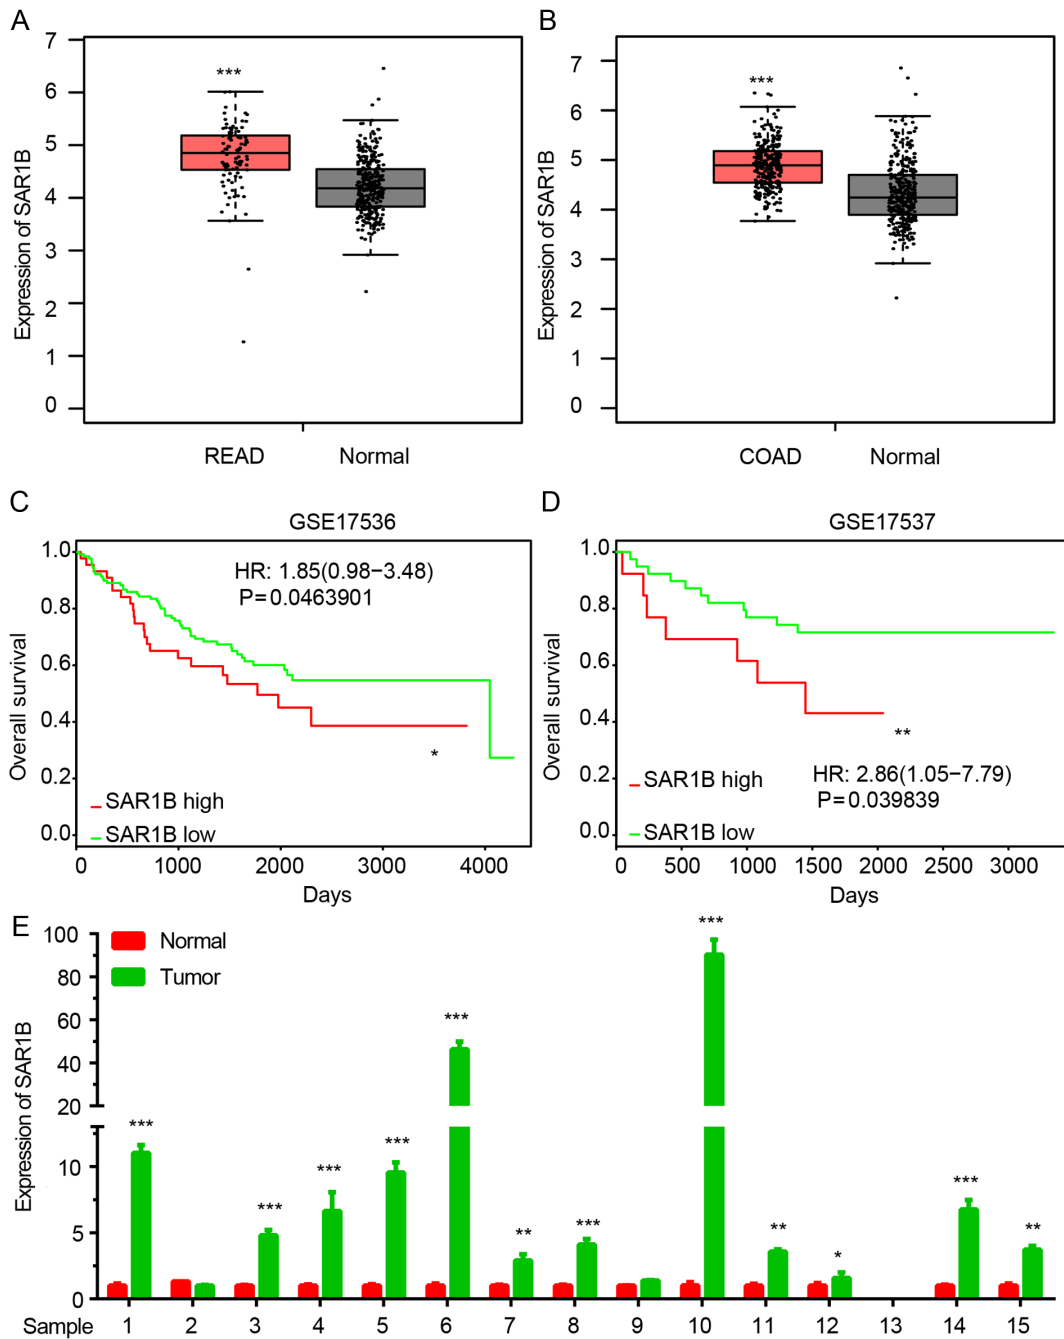 A
7
6
5
4
3
2
1
0
Expression of SAR1B
***
READ
Normal
B
7
6
5
4
3
2
1
0
Expression of SAR1B
***
COAD
Normal
C
GSE17536
1.0
0.8
0.6
0.4
0.2
0.0
Overall survival
HR: 1.85(0.98−3.48)
P=0.0463901
*
SAR1B high
SAR1B low
0 1000 2000 3000 4000
Days
D
GSE17537
1.0
0.8
0.6
0.4
0.2
0.0
Overall survival
**
HR: 2.86(1.05−7.79)
P=0.039839
SAR1B high
SAR1B low
0 500 1000 1500 2000 2500 3000
Days
E
100
80
60
40
20
10
5
0
Expression of SAR1B
Normal
Tumor
*** *** *** *** *** ** *** *** ** * *** **
Sample 1 2 3 4 5 6 7 8 9 10 11 12 13 14 15